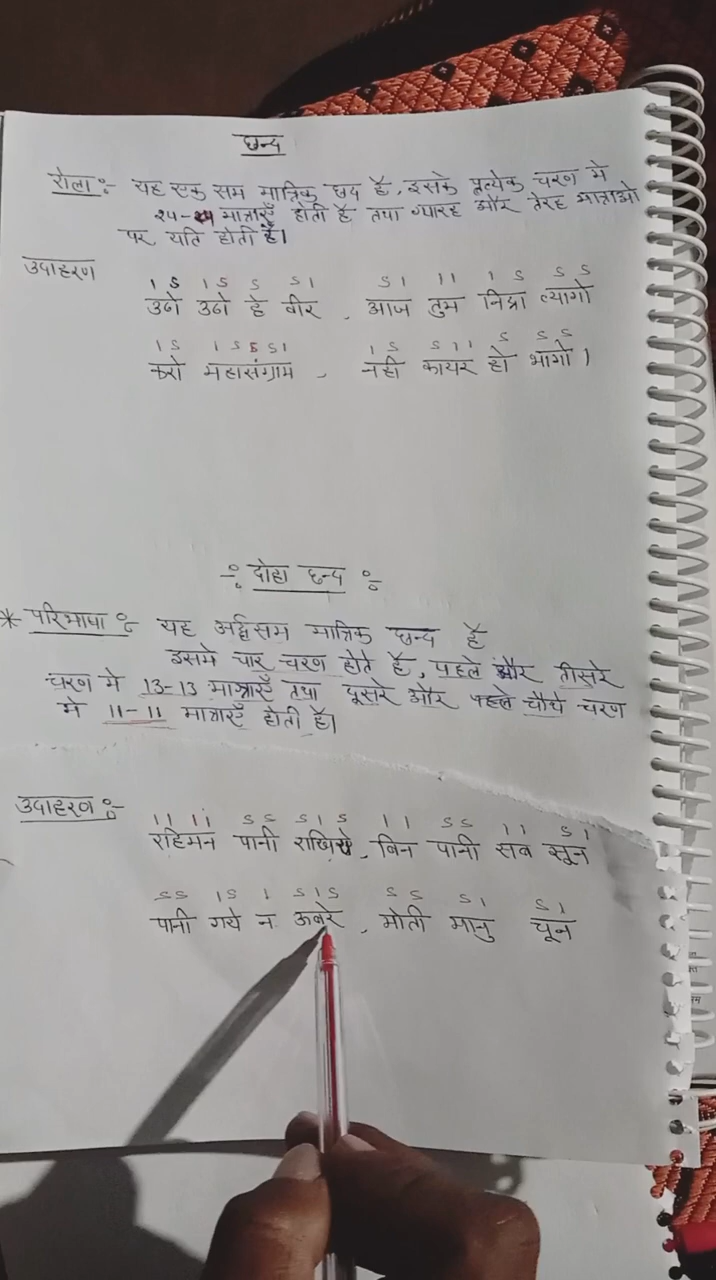 छन्द
रोला :- यह एक सम मात्रिक छंद है, इसके प्रत्येक चरण मे
२५-२५ मात्राएँ होती है तथा ग्यारह और तेरह मात्राओ
पर यति होती है।
उदाहरण
I S I S S S I S I I I I S S S
उठो उठो हे वीर , आज तुम निद्रा त्यागो
I S I S S S I I S S I I S S S
करो महासंग्राम , नही कायर हो भागो।
-: दोहा छन्द :-
* परिभाषा :- यह अर्द्धसम मात्रिक छन्द है
इसमे चार चरण होते है, पहले और तीसरे
चरण मे 13-13 मात्राएँ तथा दूसरे और पहले चौथे चरण
मे 11-11 मात्राएँ होती है।
उदाहरण :-
I I I I S S S I S I I S S I I S I
रहिमन पानी राखिये, बिन पानी सब सून
S S I S I S I S S S S I S I
पानी गये न ऊबरे , मोती मानु चून